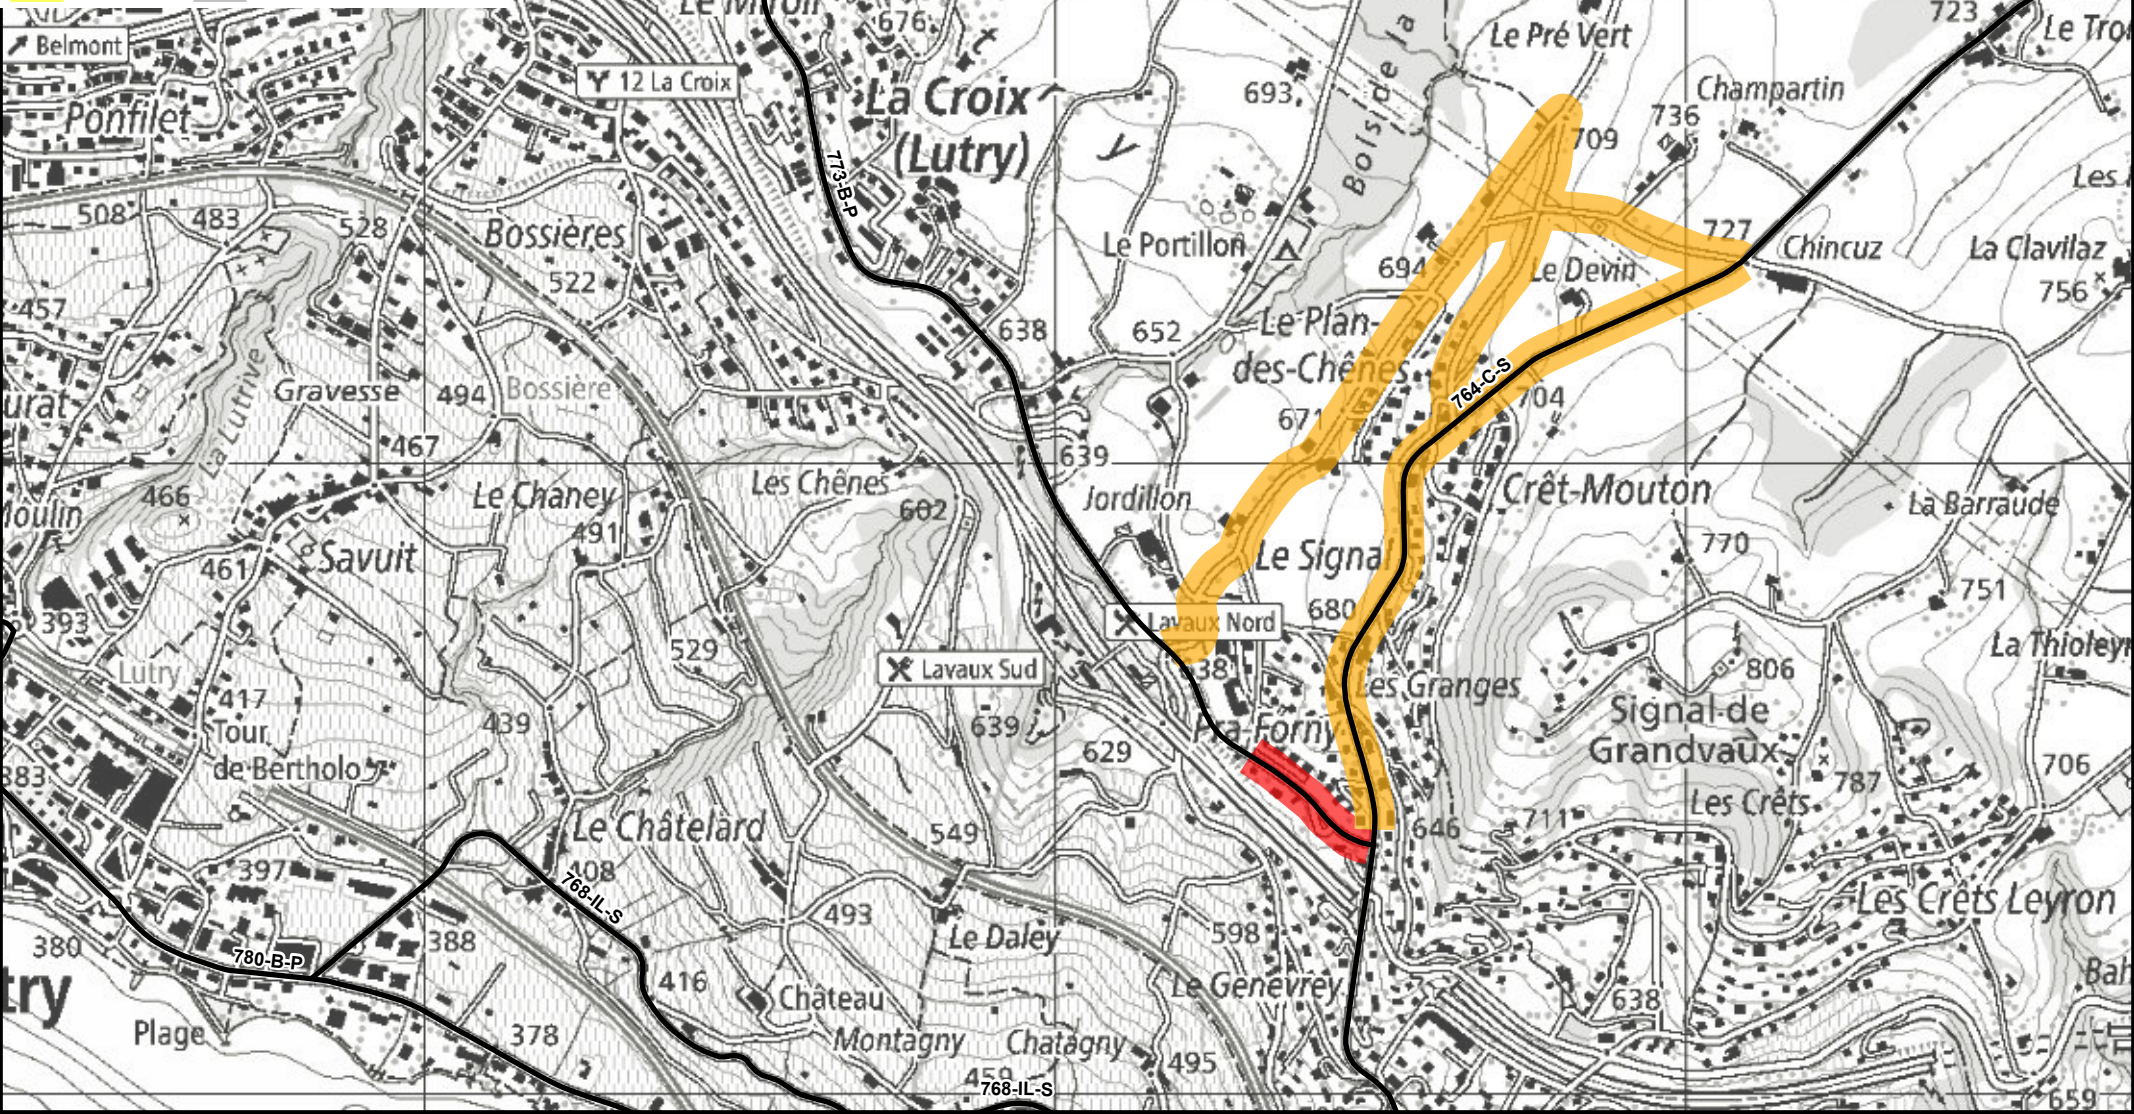 Le Miroir
676
723
Le Pré Vert
Belmont
12 La Croix
La Croix
(Lutry)
693
Champartin
736
709
Ponfilet
773-B-P
Bois de la
508
483
528
Bossières
522
Le Portillon
694
727
Chincuz
La Clavilaz
756
Le Devin
457
638
652
Le Plan-
des-Chênes
La Lutrive
Gravesse
494
Bossière
764-C-S
704
671
467
639
466
Le Chaney
Les Chênes
Jordillon
Crêt-Mouton
La Barraude
602
491
461
Savuit
Le Signal
770
751
393
Lavaux Nord
680
529
Lavaux Sud
Lutry
417
439
639
Les Granges
806
Signal de
Grandvaux
Tour
de Bertholo
Pra Forny
629
787
706
383
Les Crêts
Le Châtelard
549
646
711
397
408
768-IL-S
493
Les Crêts Leyron
380
388
780-B-P
Le Daley
598
416
Château
Le Genevrey
638
Plage
378
Montagny
Chatagny
495
459
768-IL-S
659